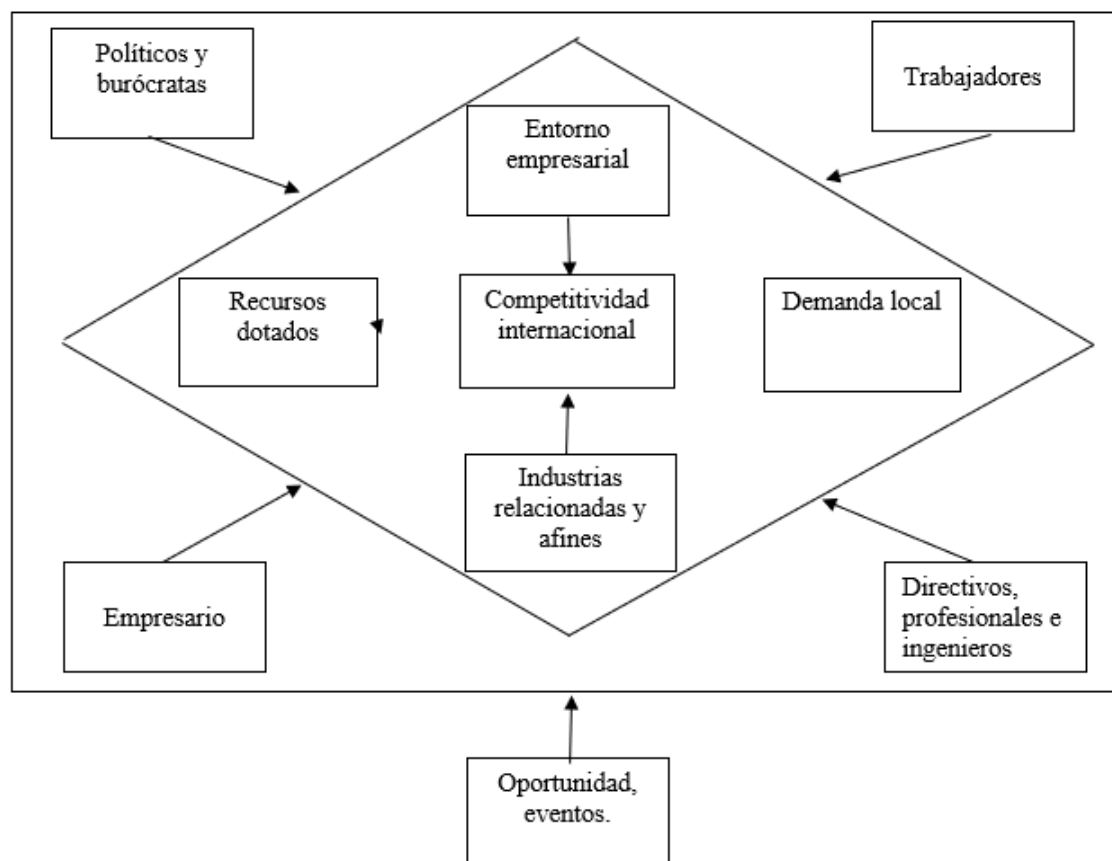 Políticos y
burócratas
Trabajadores
Entorno
empresarial
Recursos
dotados
Competitividad
internacional
Demanda local
Industrias
relacionadas y
afines
Empresario
Directivos,
profesionales e
ingenieros
Oportunidad,
eventos.